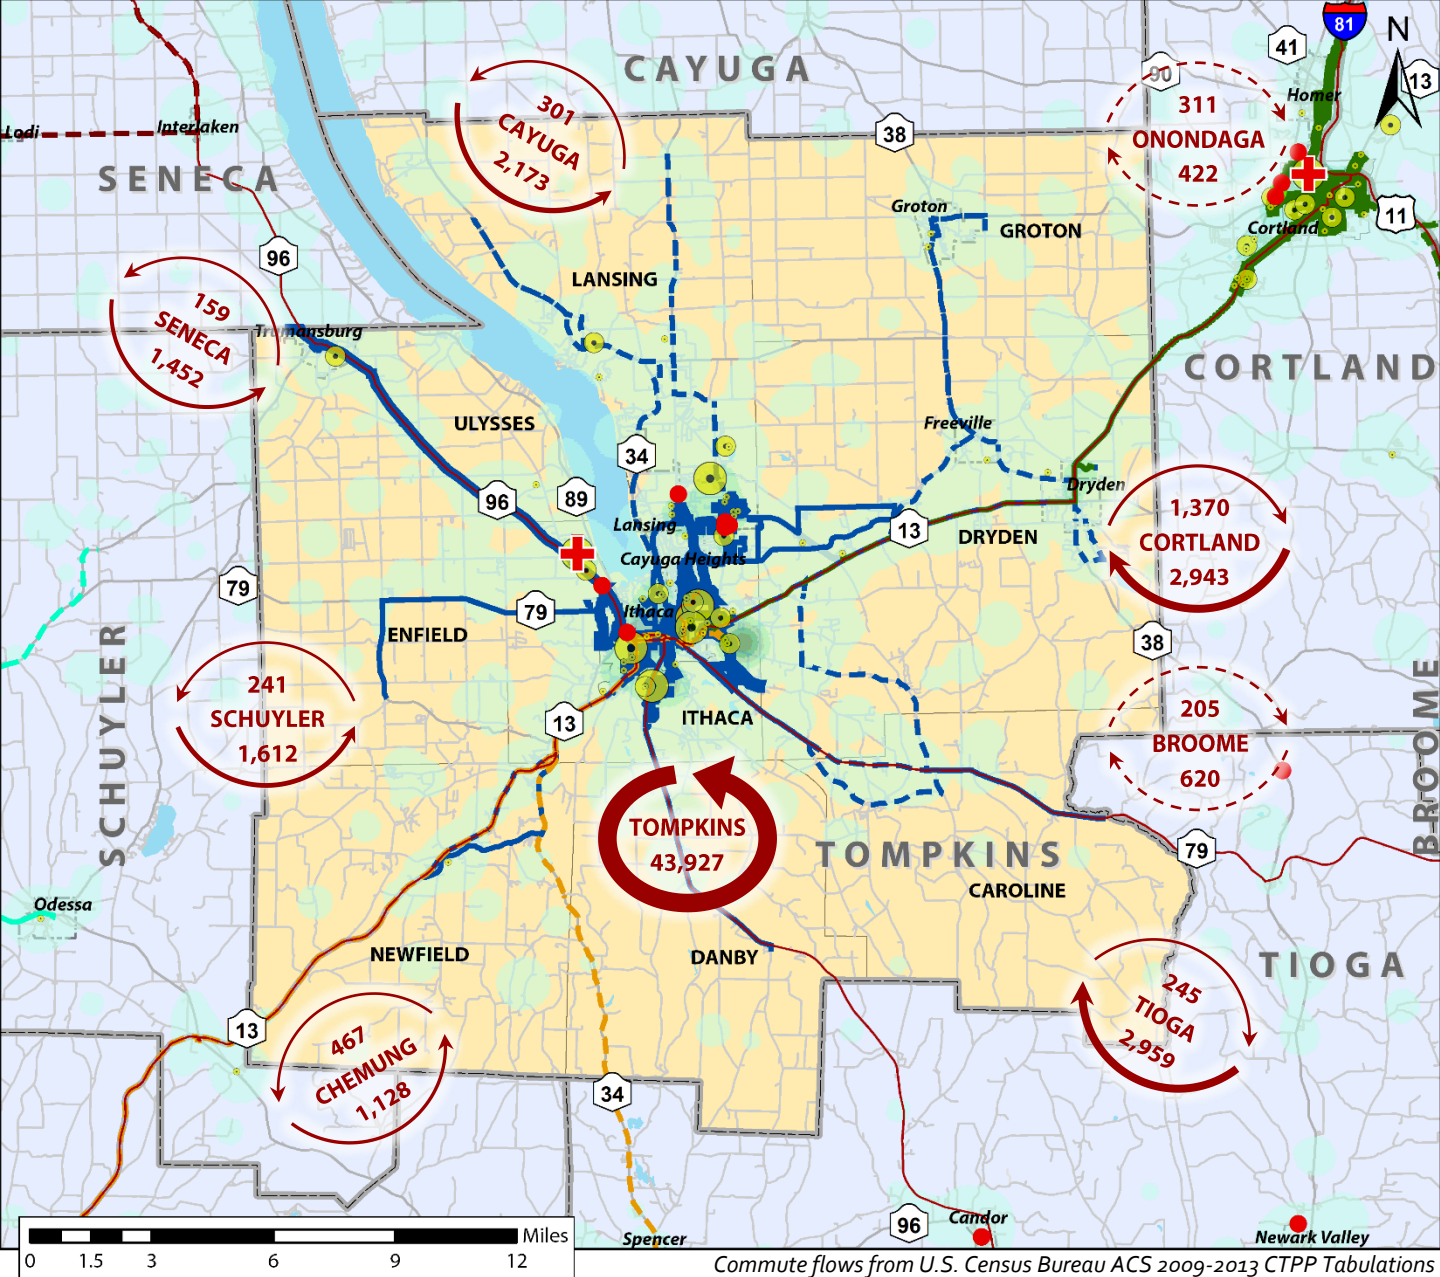 81
N
41
CAYUGA
90
13
Homer
301
CAYUGA
2,173
311
ONONDAGA
422
Lodi
Interlaken
38
SENECA
Groton
GROTON
11
Cortland
96
LANSING
159
SENECA
1,452
Trumansburg
CORTLAND
ULYSSES
Freeville
34
Dryden
96
89
1,370
CORTLAND
2,943
Lansing
13
DRYDEN
Cayuga Heights
79
79
Ithaca
ENFIELD
38
SCHUYLER
241
SCHUYLER
1,612
13
ITHACA
205
BROOME
620
BROOME
TOMPKINS
43,927
TOMPKINS
79
CAROLINE
Odessa
NEWFIELD
DANBY
TIOGA
245
TIOGA
2,959
13
467
CHEMUNG
1,128
34
96
Candor
Newark Valley
Spencer
Miles
0 1.5 3 6 9 12
Commute flows from U.S. Census Bureau ACS 2009-2013 CTPP Tabulations